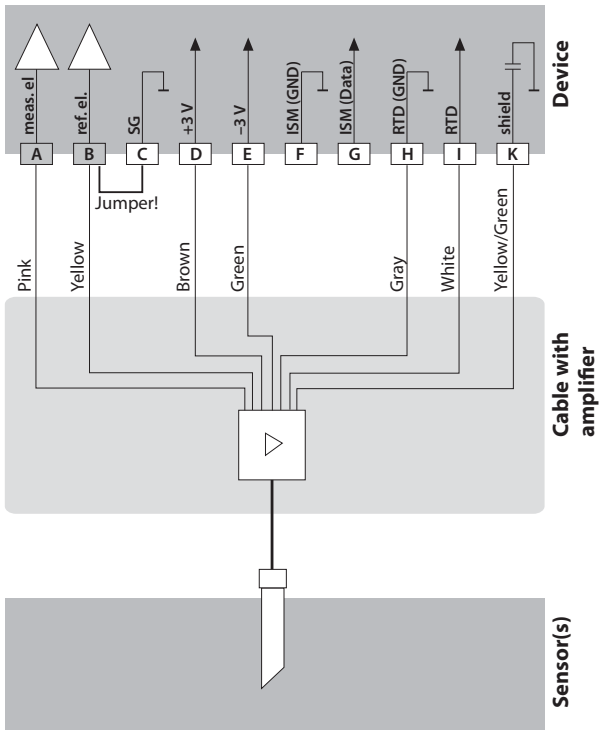 meas. el
ref. el.
SG
+3 V
–3 V
ISM (GND)
ISM (Data)
RTD (GND)
RTD
shield
Device
A
B
C
D
E
F
G
H
I
K
Jumper!
Pink
Yellow
Brown
Green
Gray
White
Yellow/Green
Cable with
amplifier
Sensor(s)